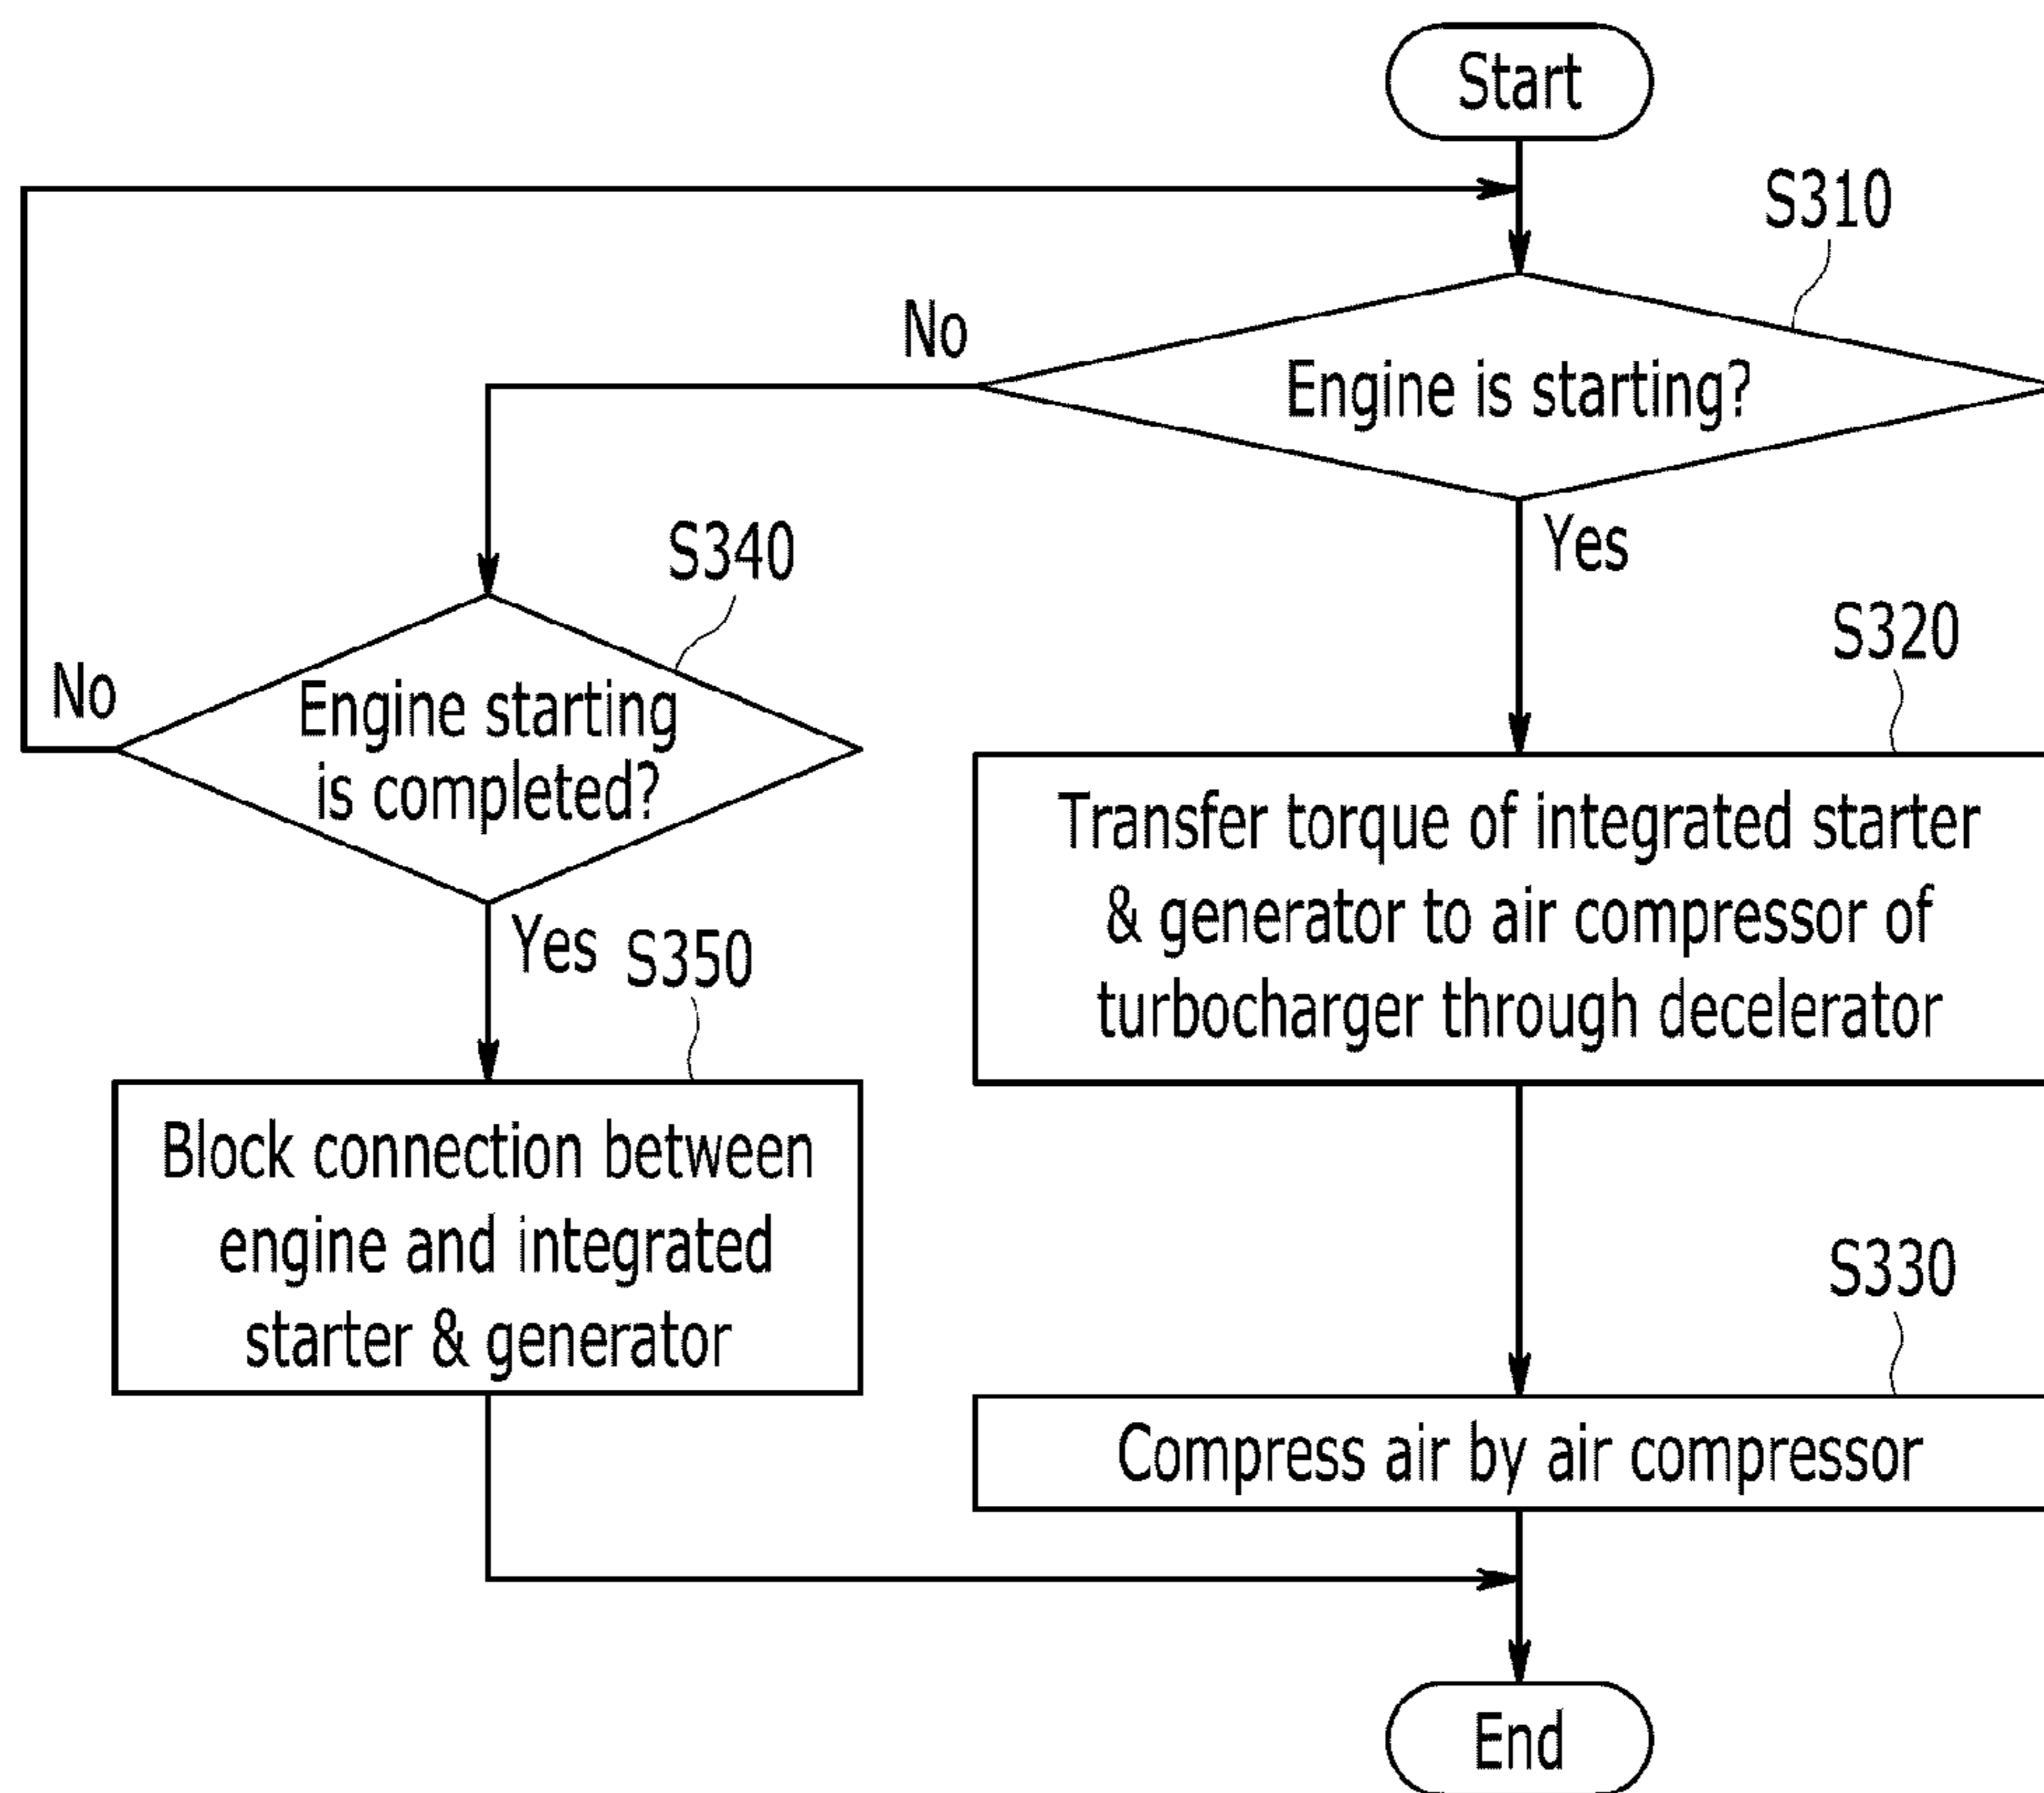 Start
S310
No
Engine is starting?
Yes
S340
S320
No
Engine starting
is completed?
Transfer torque of integrated starter
& generator to air compressor of
turbocharger through decelerator
Yes
S350
Block connection between
engine and integrated
starter & generator
S330
Compress air by air compressor
End